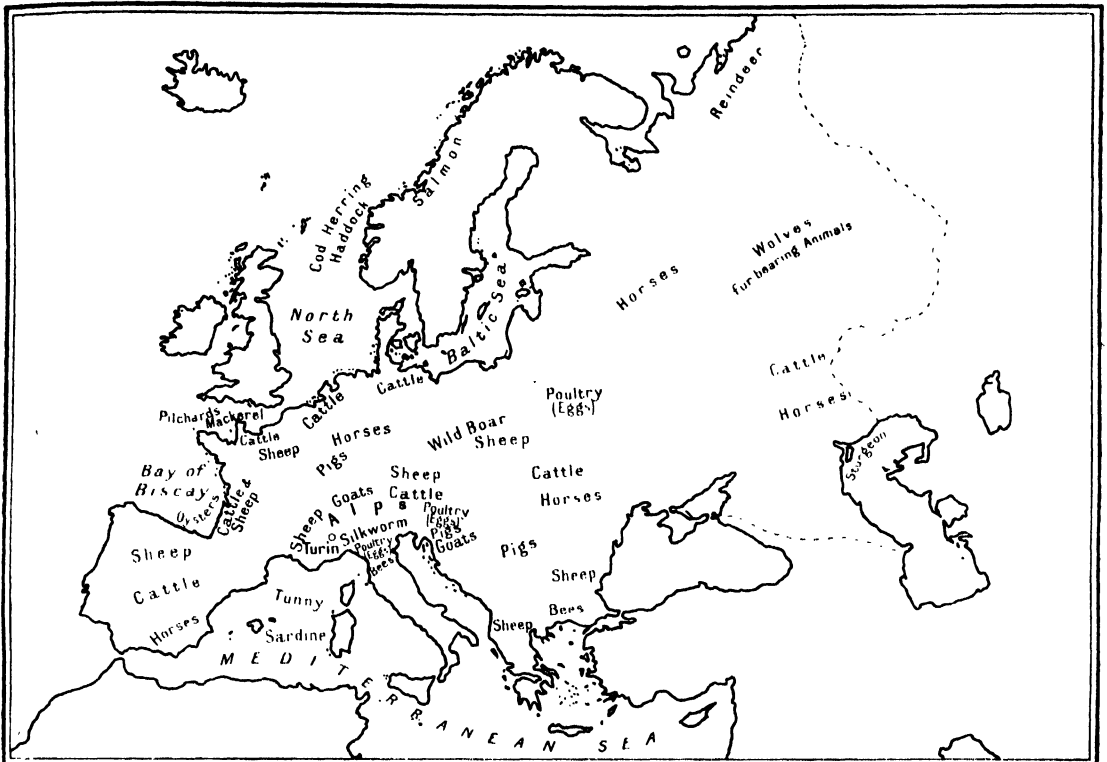 Reindeer
Salmon
Cod Herring
Haddock
Wolves
fur bearing Animals
Horses
North
Sea
Baltic Sea
Cattle
Cattle
Horses
Poultry
(Eggs)
Cattle
Pilchards
Mackerel
Cattle
Sheep
Horses
Pigs
Wild Boar
Sheep
Sturgeon
Bay of
Biscay
Oysters
Cattle &
Sheep
Sheep
Cattle
Goats
Alps
Sheep
Cattle
Horses
Poultry
(Eggs)
Pigs
Goats
Silkworm
Turin
Poultry
(Eggs)
Bees
Pigs
Sheep
Cattle
Horses
Sheep
Bees
Sheep
Tunny
Sardine
MEDITERRANEAN SEA